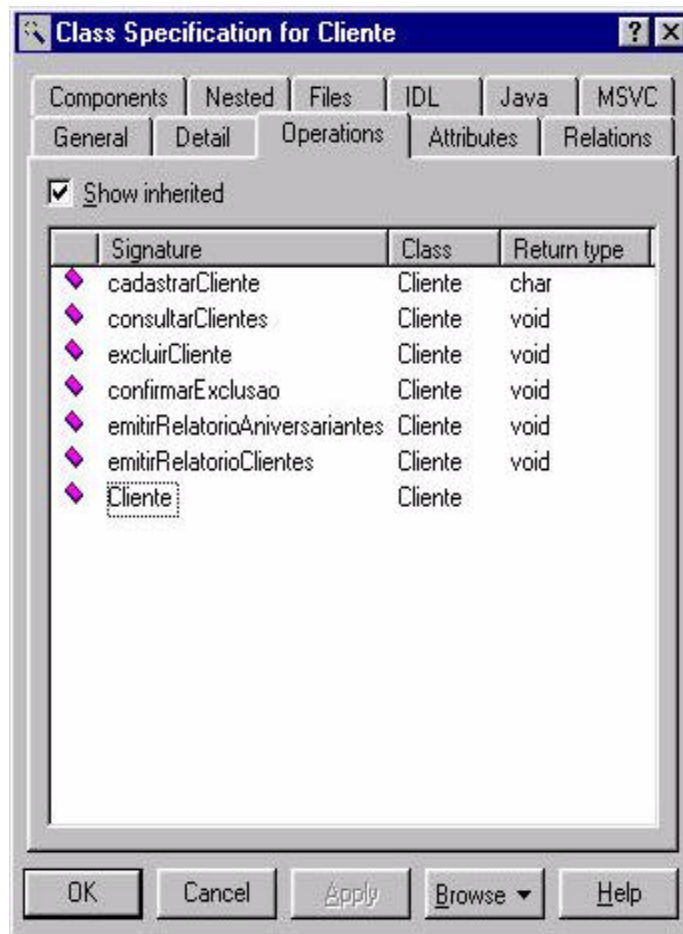 Class Specification for Cliente
Components Nested Files IDL Java MSVC
General Detail Operations Attributes Relations
Show inherited
Signature Class Return type
cadastrarCliente Cliente char
consultarClientes Cliente void
excluirCliente Cliente void
confirmarExclusao Cliente void
emitirRelatorioAniversariantes Cliente void
emitirRelatorioClientes Cliente void
Cliente Cliente
OK Cancel Apply Browse Help